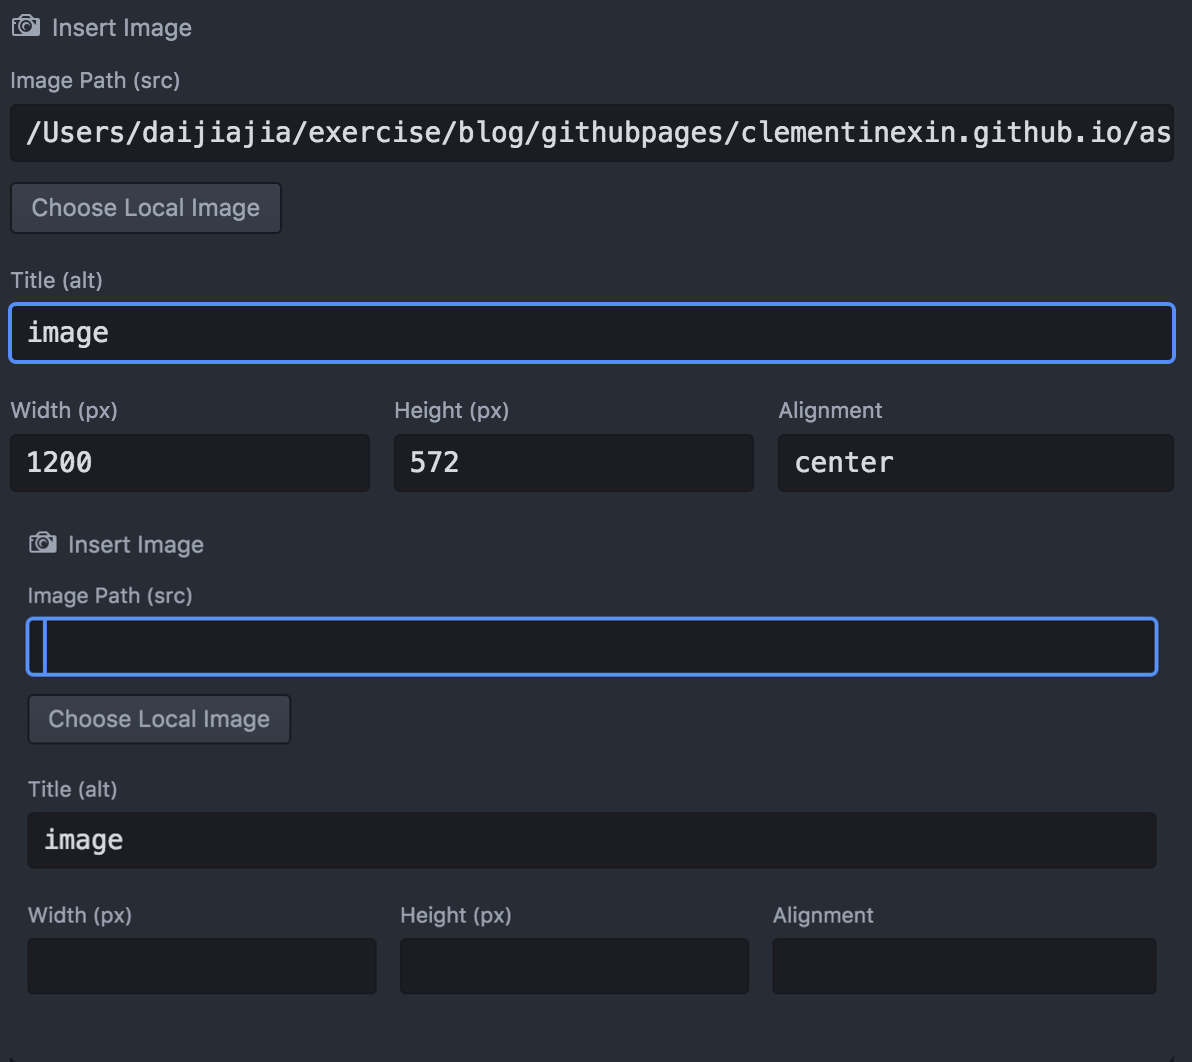 Insert Image
Image Path (src)
/Users/daijiajia/exercise/blog/githubpages/clementinexin.github.io/as
Choose Local Image
Title (alt)
image
Width (px) Height (px) Alignment
1200 572 center
Insert Image
Image Path (src)
Choose Local Image
Title (alt)
image
Width (px) Height (px) Alignment